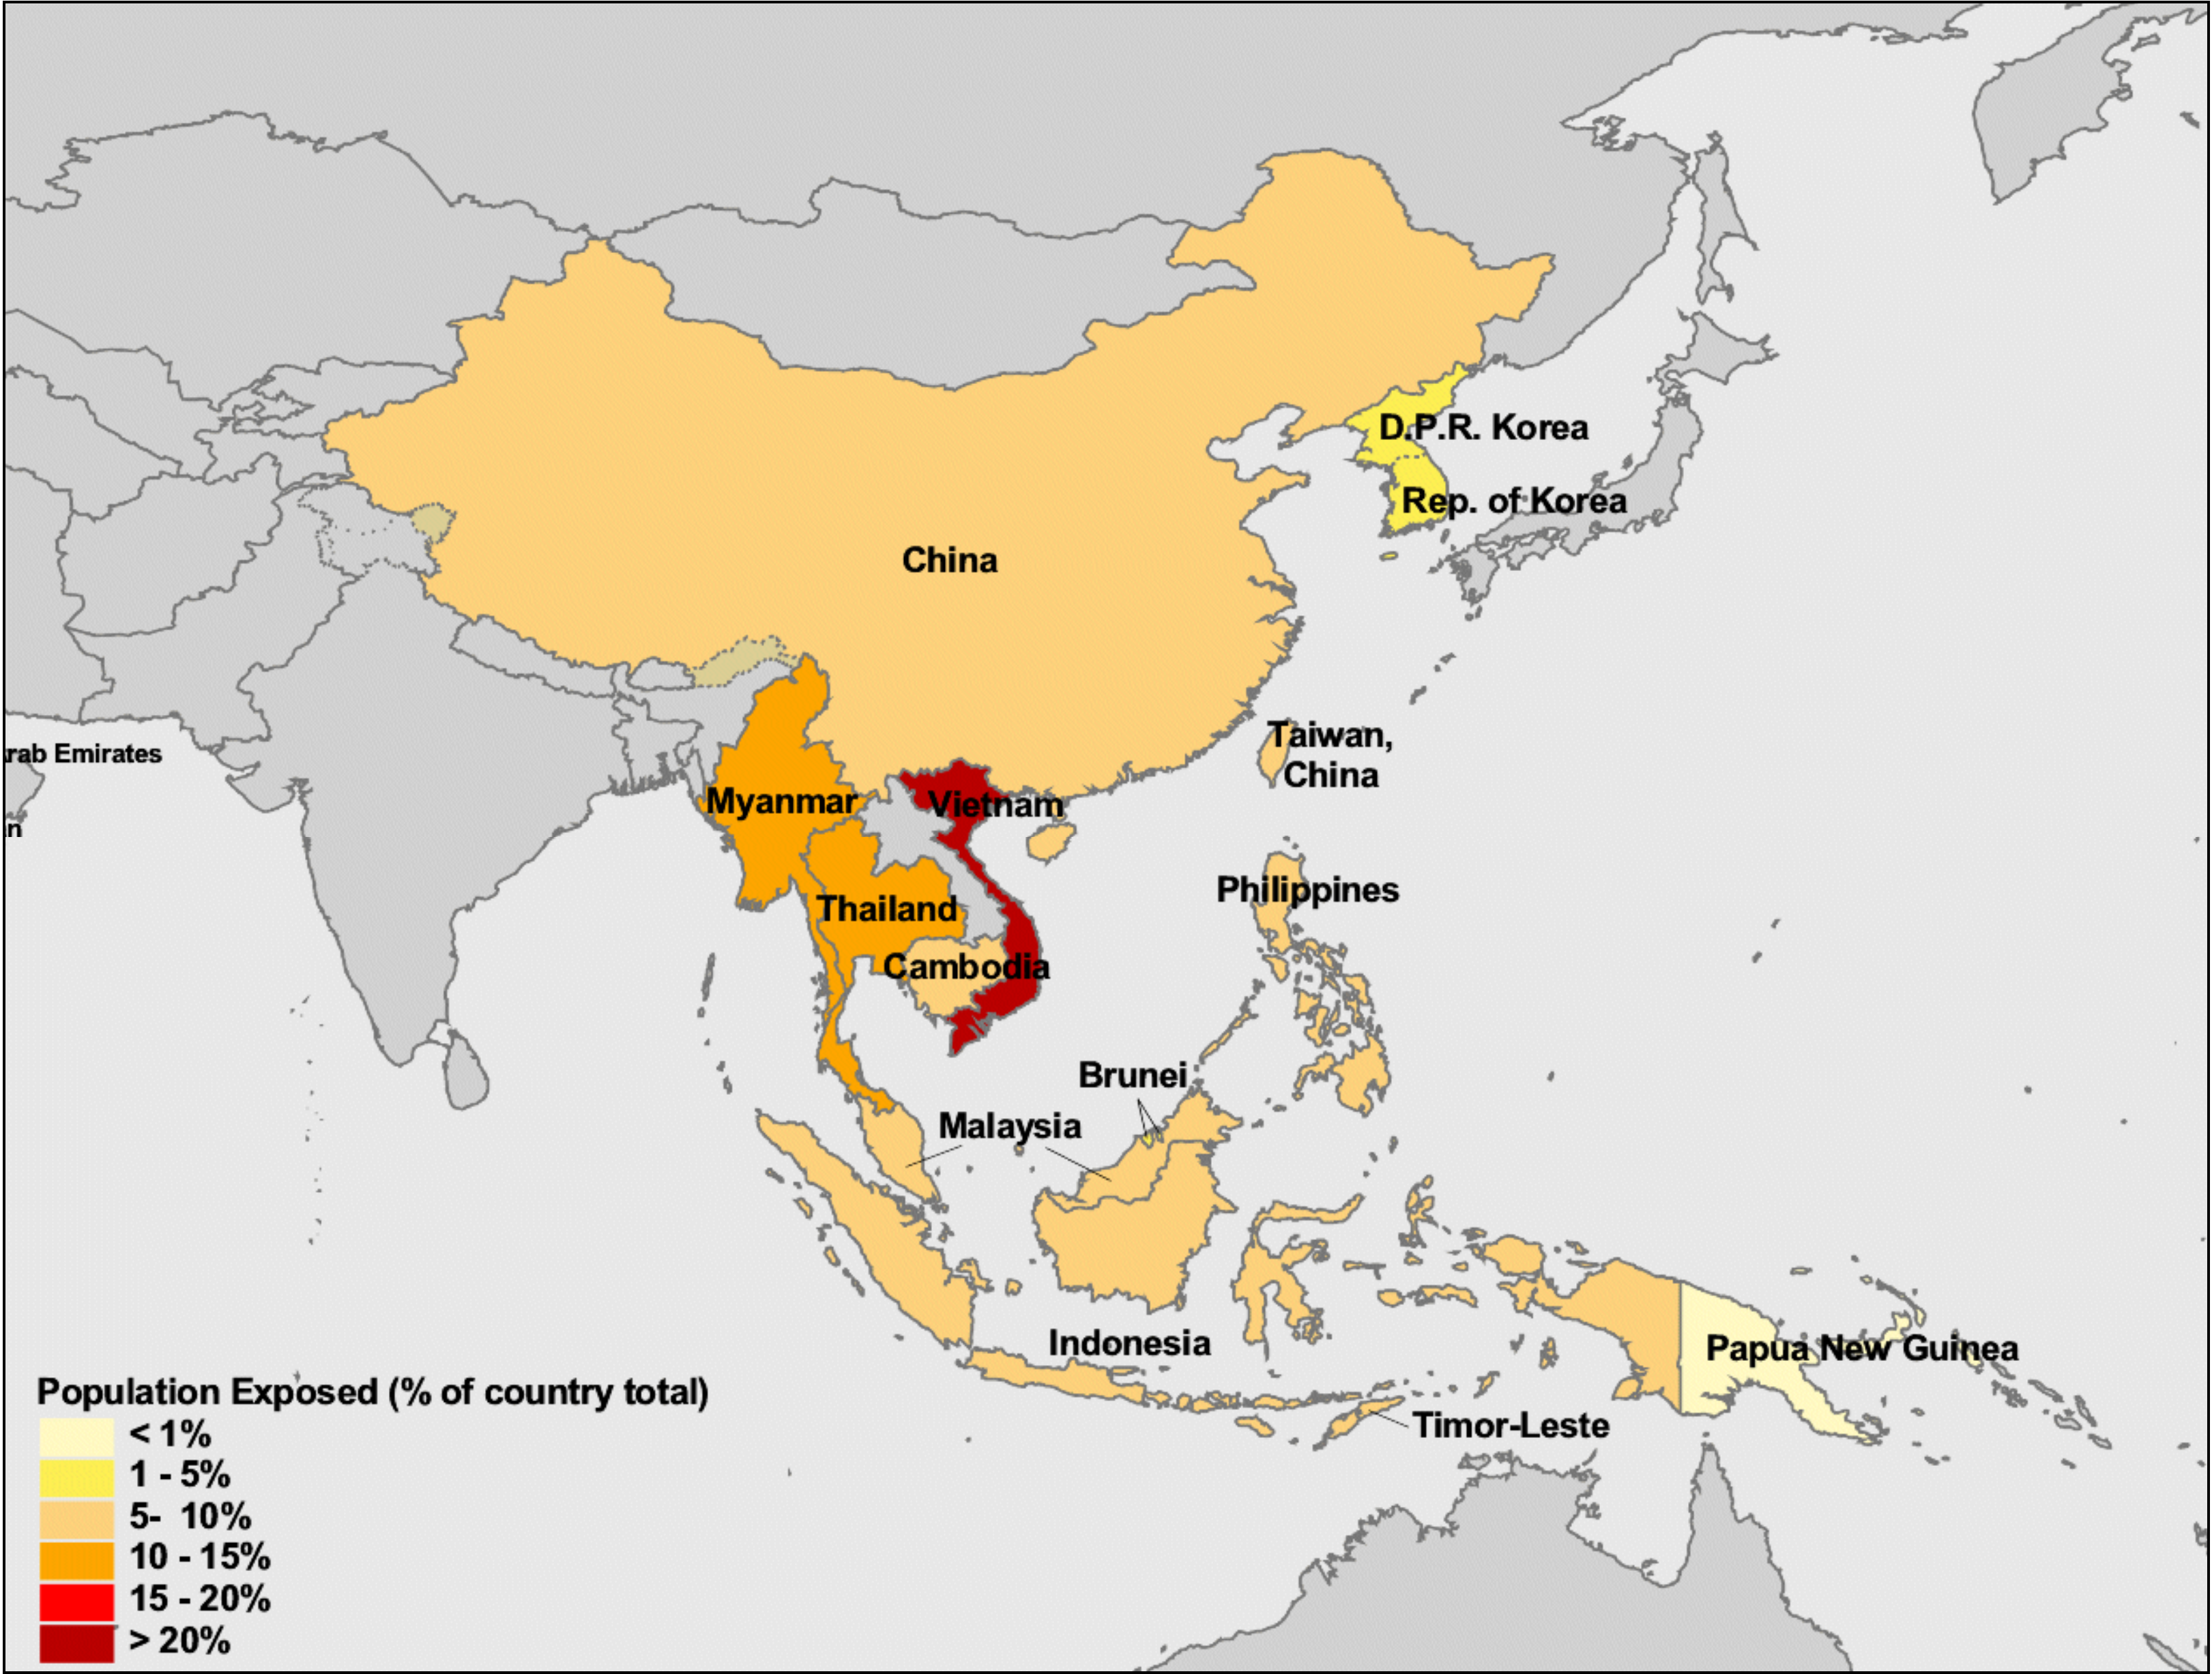 D.P.R. Korea
Rep. of Korea
China
Taiwan,
China
rab Emirates
Myanmar
Vietnam
n
Philippines
Thailand
Cambodia
Brunei
Malaysia
Indonesia
Papua New Guinea
Timor-Leste
Population Exposed (% of country total)
< 1%
1 - 5%
5- 10%
10 - 15%
15 - 20%
> 20%